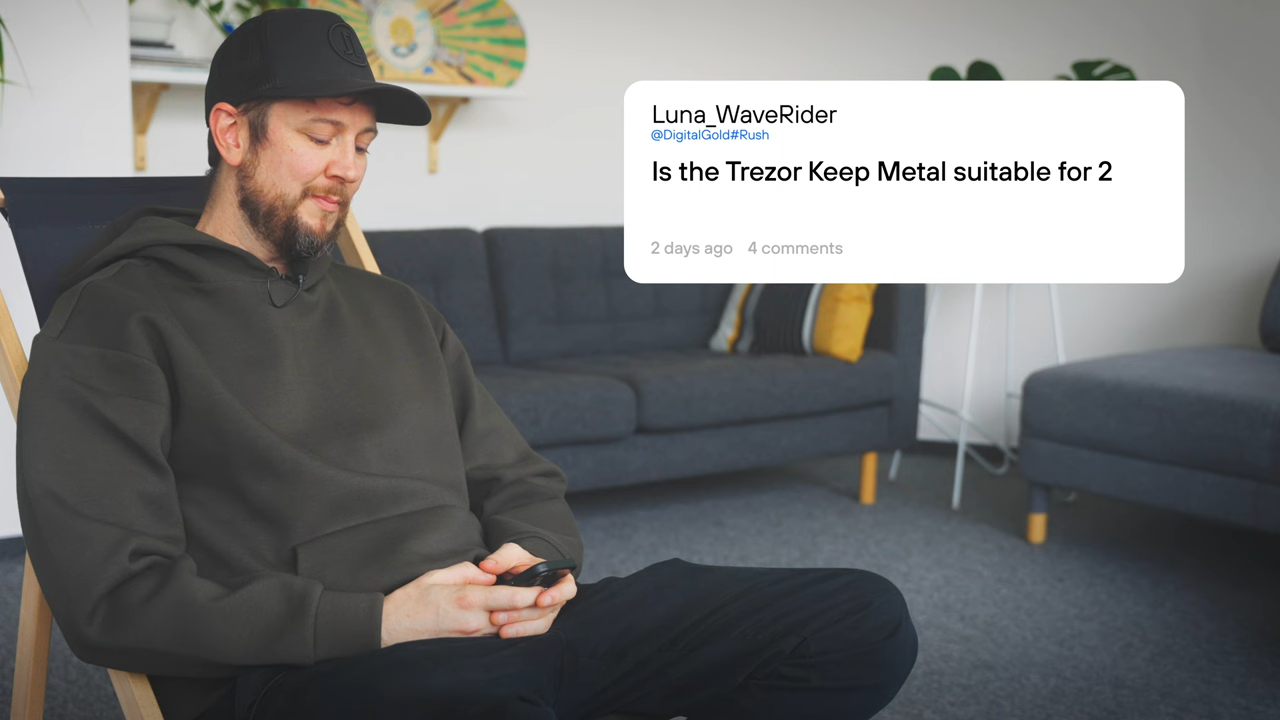 Luna_WaveRider
@DigitalGold#Rush
Is the Trezor Keep Metal suitable for 2
2 days ago 4 comments